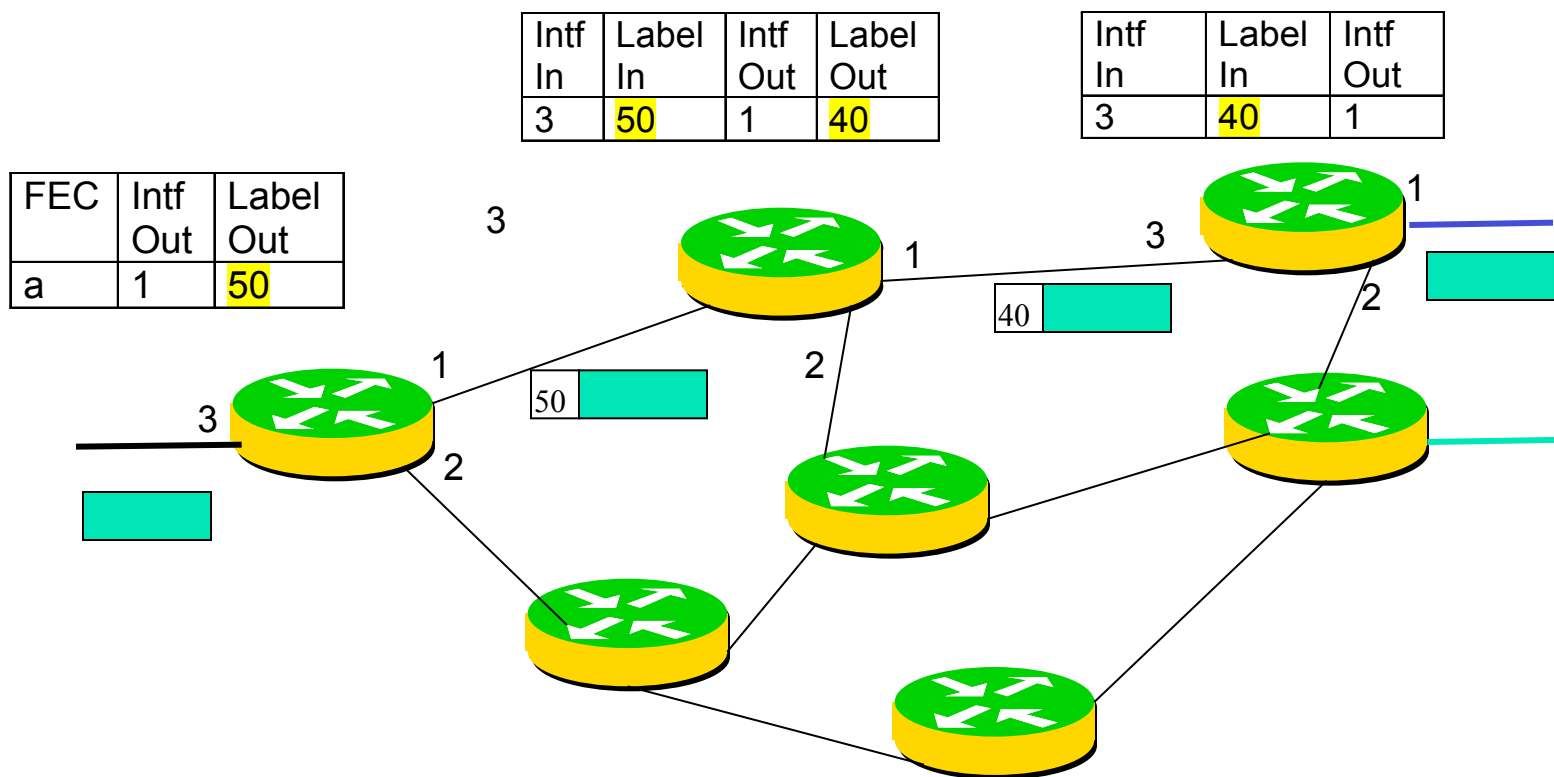 Intf Label Intf Label
In In Out Out
3 50 1 40
Intf Label Intf
In In Out
3 40 1
FEC Intf Label
Out Out
a 1 50
3
1
3
1
2
40
1
2
50
3
2